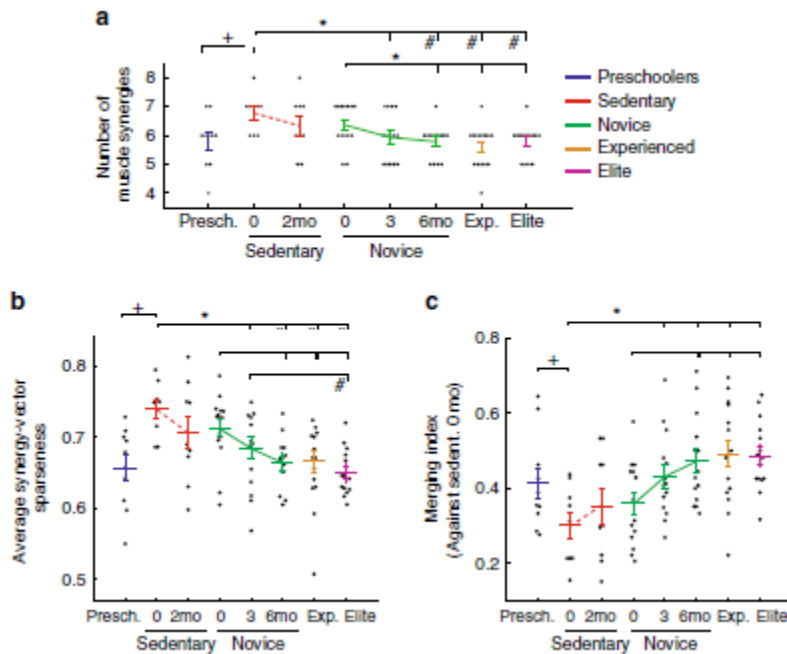 a
+
*
#
#
#
*
8
7
6
5
4
Number of
muscle synergies
Presch.
0
2mo
0
3
6mo
Exp.
Elite
Sedentary
Novice
Preschoolers
Sedentary
Novice
Experienced
Elite
b
+
*
#
0.8
0.7
0.6
0.5
Average synergy-vector
sparseness
Presch.
0
2mo
0
3
6mo
Exp.
Elite
Sedentary
Novice
c
*
+
0.8
0.6
0.4
0.2
Merging index
(Against sedent. 0 mo)
Presch.
0
2mo
0
3
6mo
Exp.
Elite
Sedentary
Novice